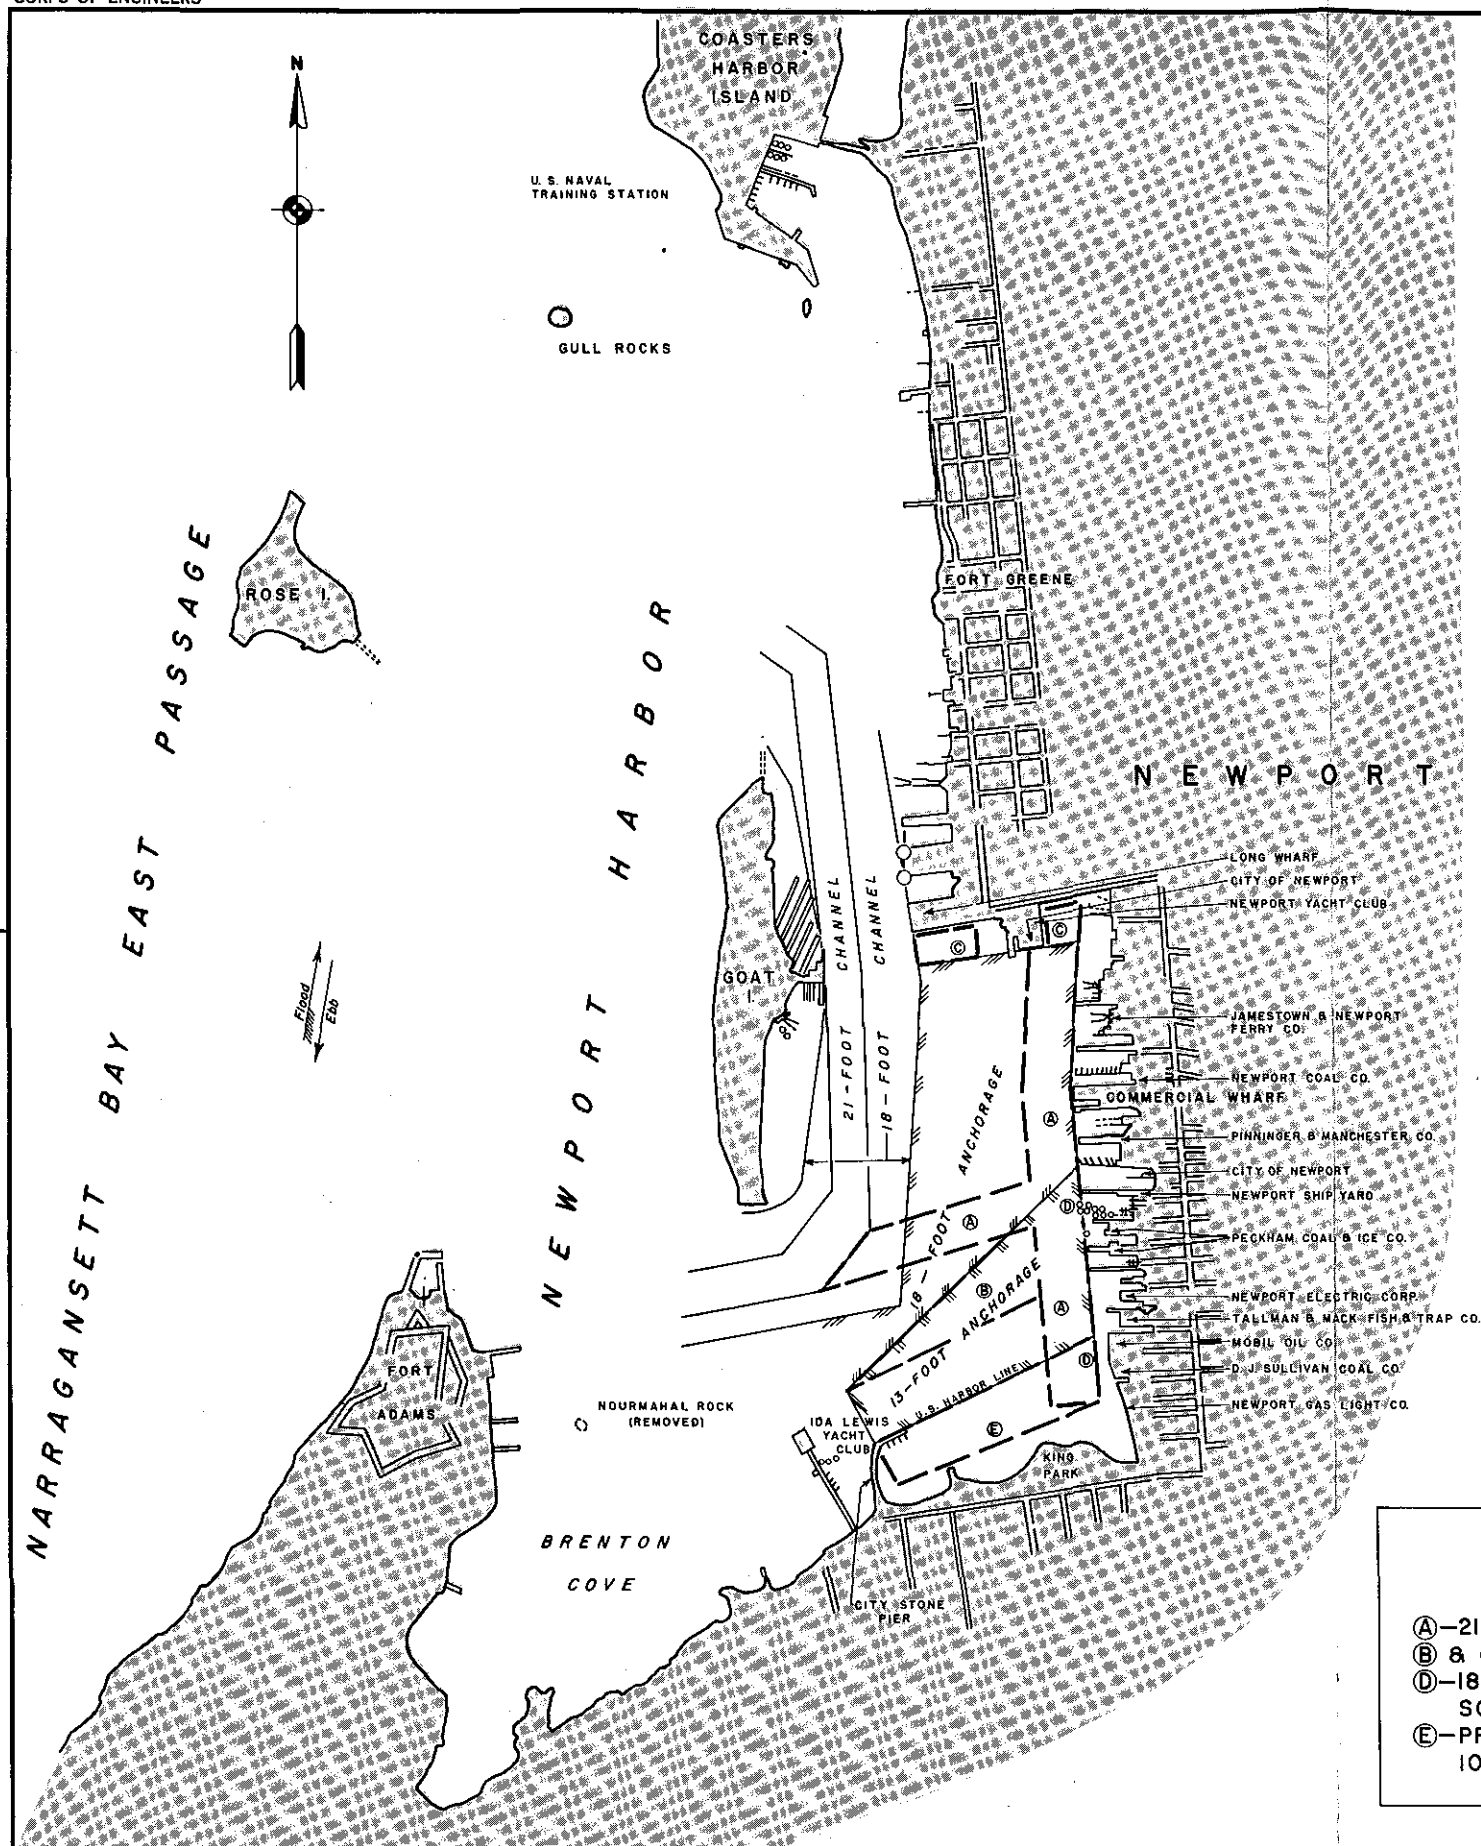 CORPS OF ENGINEERS
COASTERS
HARBOR
ISLAND
N
U. S. NAVAL
TRAINING STATION
GULL ROCKS
ROSE I.
FORT GREENE
NARRAGANSETT BAY EAST PASSAGE
NEWPORT HARBOR
NEWPORT
LONG WHARF
CITY OF NEWPORT
NEWPORT YACHT CLUB
C
C
GOAT
I.
21-FOOT CHANNEL
18-FOOT CHANNEL
Flood
Ebb
JAMESTOWN & NEWPORT
FERRY CO.
NEWPORT COAL CO.
COMMERCIAL WHARF
A
PINNINGER & MANCHESTER CO.
CITY OF NEWPORT
NEWPORT SHIP YARD
D
A
PECKHAM COAL & ICE CO.
18-FOOT ANCHORAGE
B
A
NEWPORT ELECTRIC CORP.
TALLMAN & MACK FISH & TRAP CO.
MOBIL OIL CO.
D
D. J. SULLIVAN COAL CO.
13-FOOT ANCHORAGE
U.S. HARBOR LINE
NEWPORT GAS LIGHT CO.
FORT
ADAMS
NOURMAHAL ROCK
(REMOVED)
IDA LEWIS
YACHT
CLUB
E
KING
PARK
BRENTON
COVE
CITY STONE
PIER
A-21
B &
D-18
SC
E-PR
10